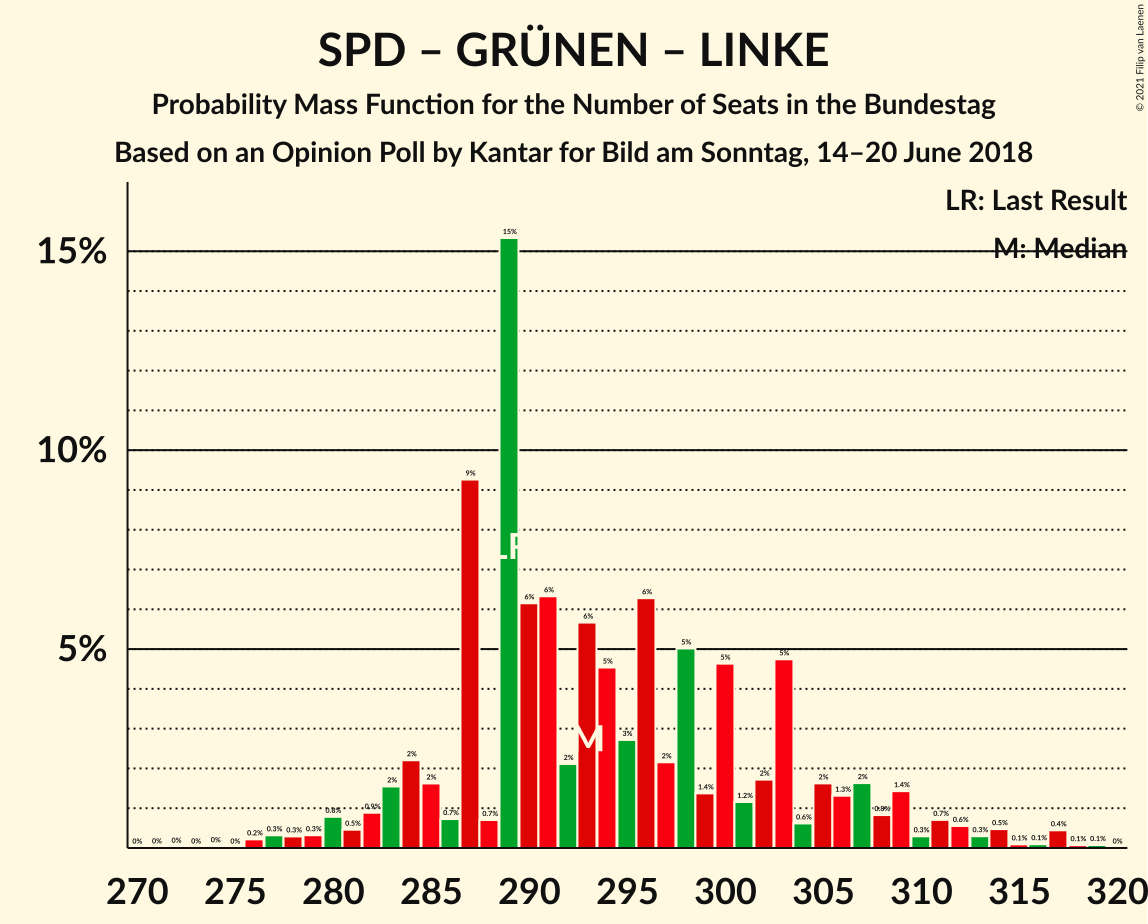 SPD – GRÜNEN – LINKE
Probability Mass Function for the Number of Seats in the Bundestag
Based on an Opinion Poll by Kantar for Bild am Sonntag, 14–20 June 2018
© 2021 Filip van Laenen
LR: Last Result
M: Median
15%
10%
5%
0% 0% 0% 0% 0% 0% 0.2% 0.3% 0.3% 0.3% 0.8% 0.5% 0.9% 2% 2% 2% 0.7% 9% 0.7% 15% 6% 6% 2% 6% 5% 3% 6% 2% 5% 1.4% 5% 1.2% 2% 5% 0.6% 2% 1.3% 2% 0.8% 1.4% 0.3% 0.7% 0.6% 0.3% 0.5% 0.1% 0.1% 0.4% 0.1% 0.1% 0%
LR
M
270 275 280 285 290 295 300 305 310 315 320